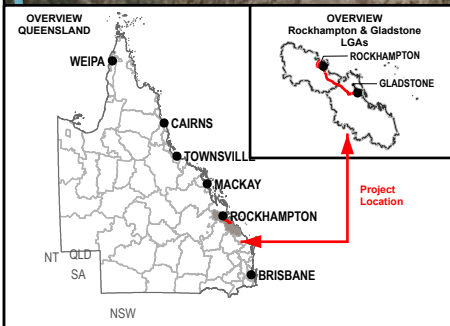 OVERVIEW
QUEENSLAND
WEIPA
CAIRNS
TOWNSVILLE
MACKAY
ROCKHAMPTON
BRISBANE
NT
QLD
SA
NSW
OVERVIEW
Rockhampton & Gladstone
LGAs
ROCKHAMPTON
GLADSTONE
Project
Location